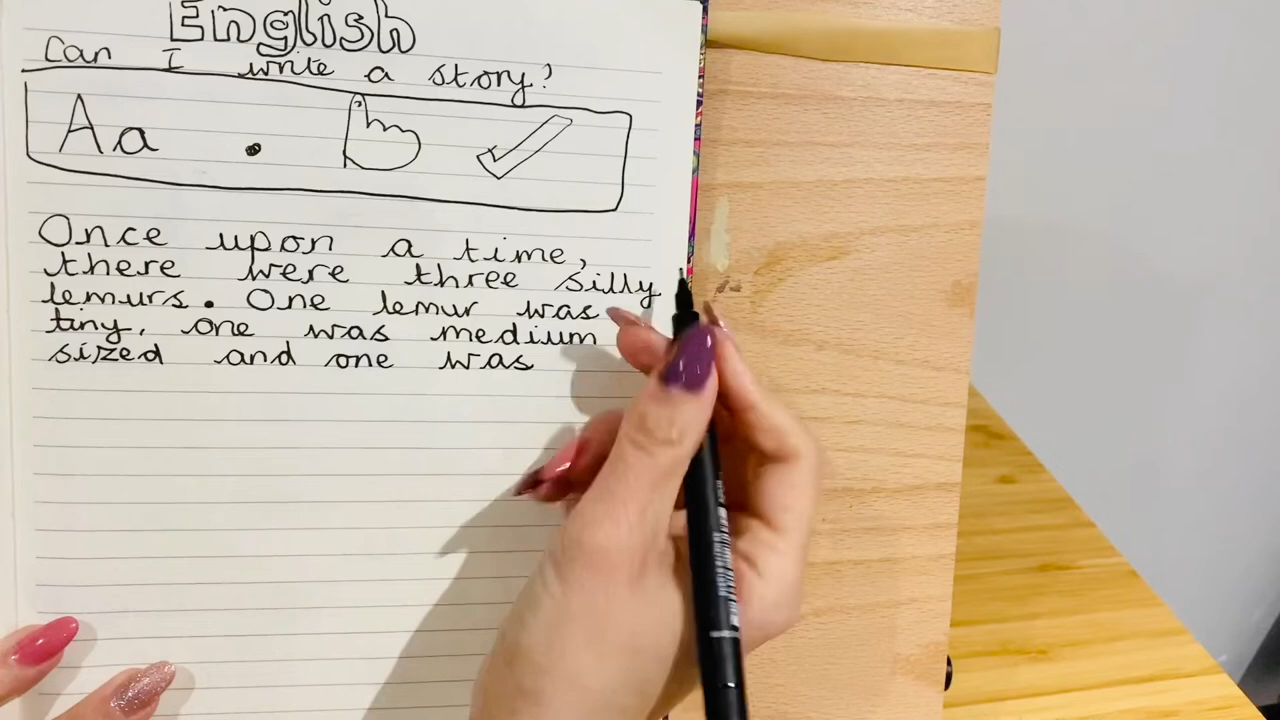 English
Can I write a story?
Aa .
Once upon a time,
there were three silly
lemurs. One lemur was
tiny, one was medium
sized and one was